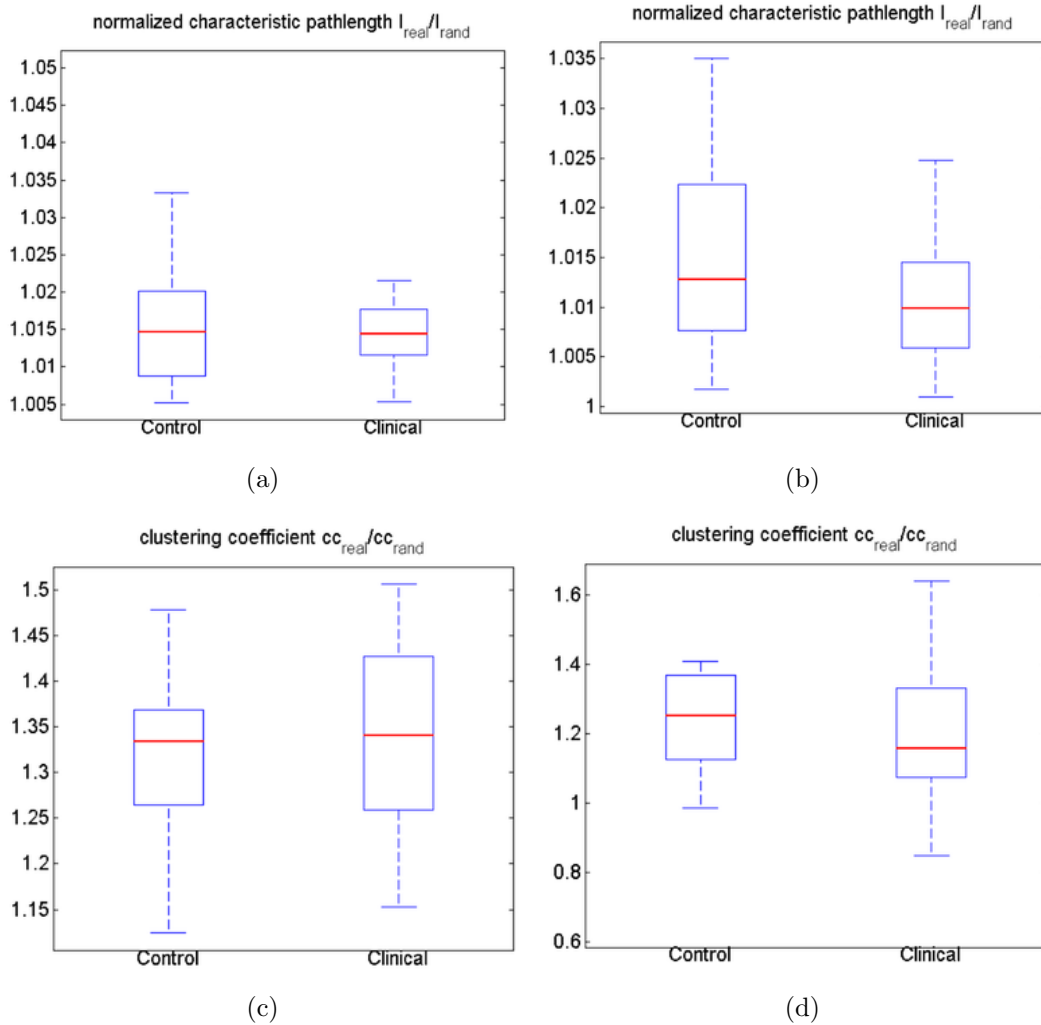 normalized characteristic pathlength l_real/l_rand
1.05
1.045
1.04
1.035
1.03
1.025
1.02
1.015
1.01
1.005
Control Clinical
(a)
normalized characteristic pathlength l_real/l_rand
1.035
1.03
1.025
1.02
1.015
1.01
1.005
1
Control Clinical
(b)
clustering coefficient cc_real/cc_rand
1.5
1.45
1.4
1.35
1.3
1.25
1.2
1.15
Control Clinical
(c)
clustering coefficient cc_real/cc_rand
1.6
1.4
1.2
1
0.8
0.6
Control Clinical
(d)